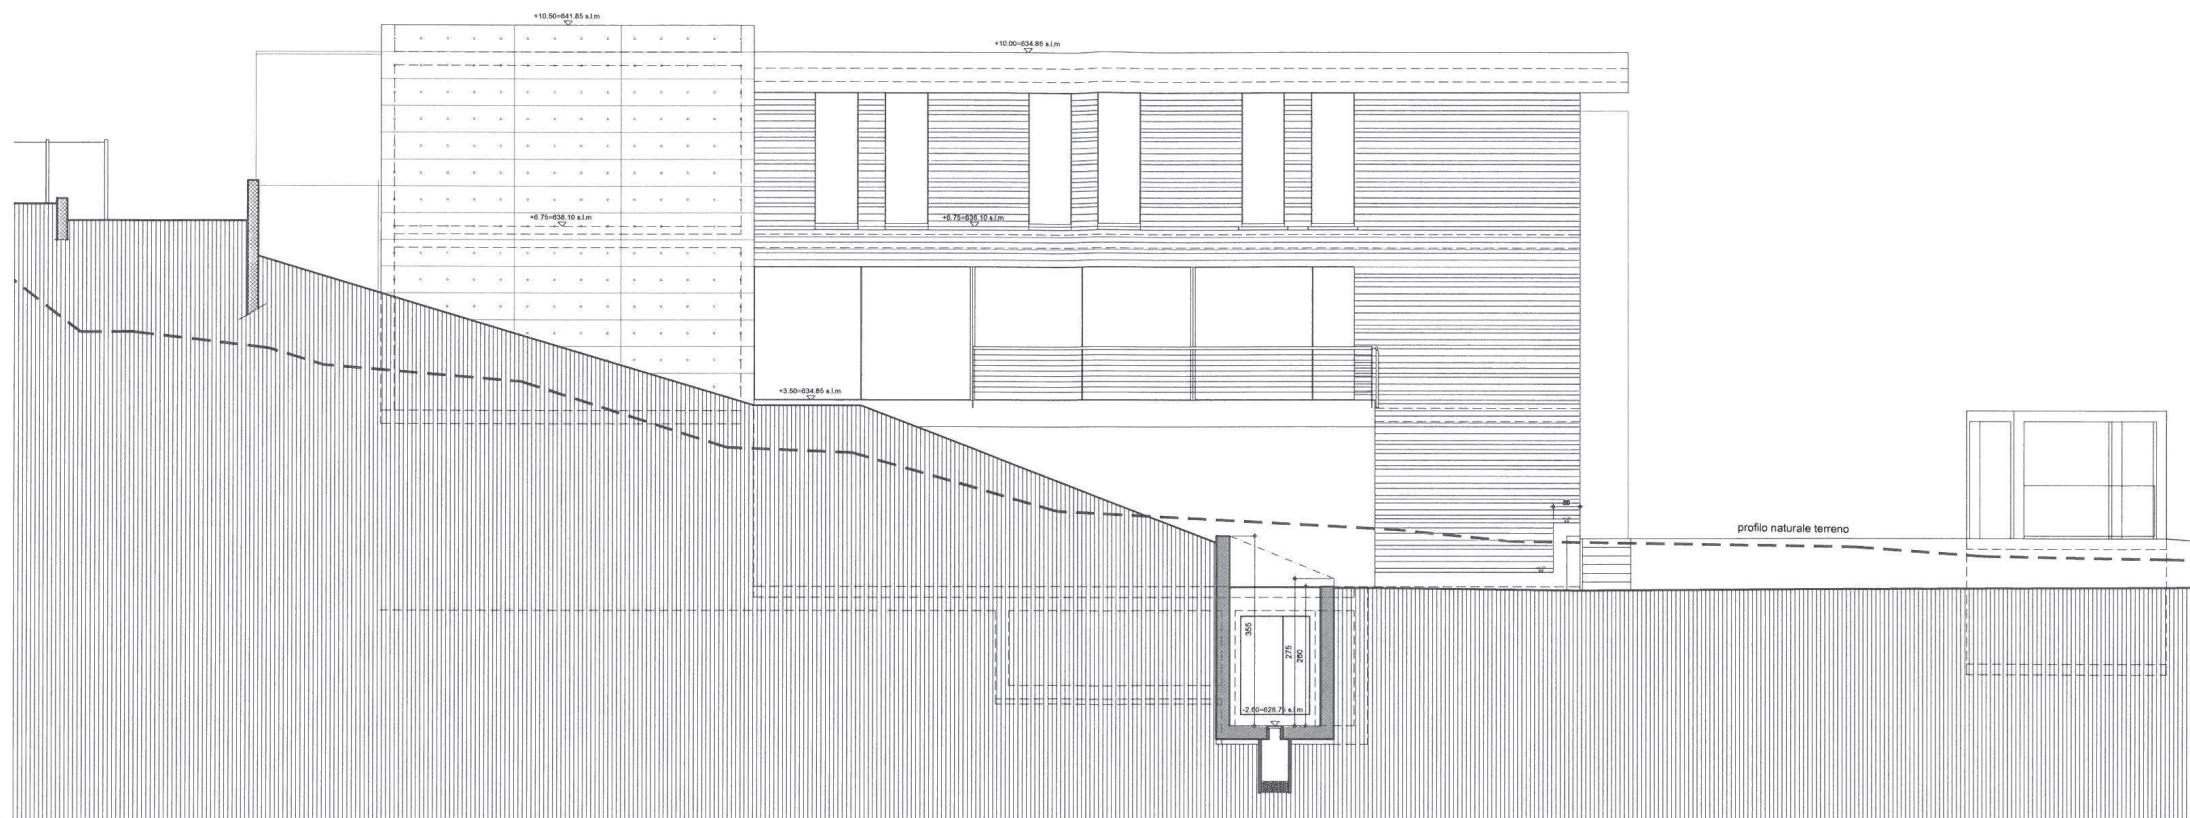 +10.50=641.85 s.l.m
+10.00=634.85 s.l.m
+6.75=638.10 s.l.m
+6.75=638.10 s.l.m
+3.50=634.85 s.l.m
profilo naturale terreno
355
275
260
-2.60=628.75 s.l.m